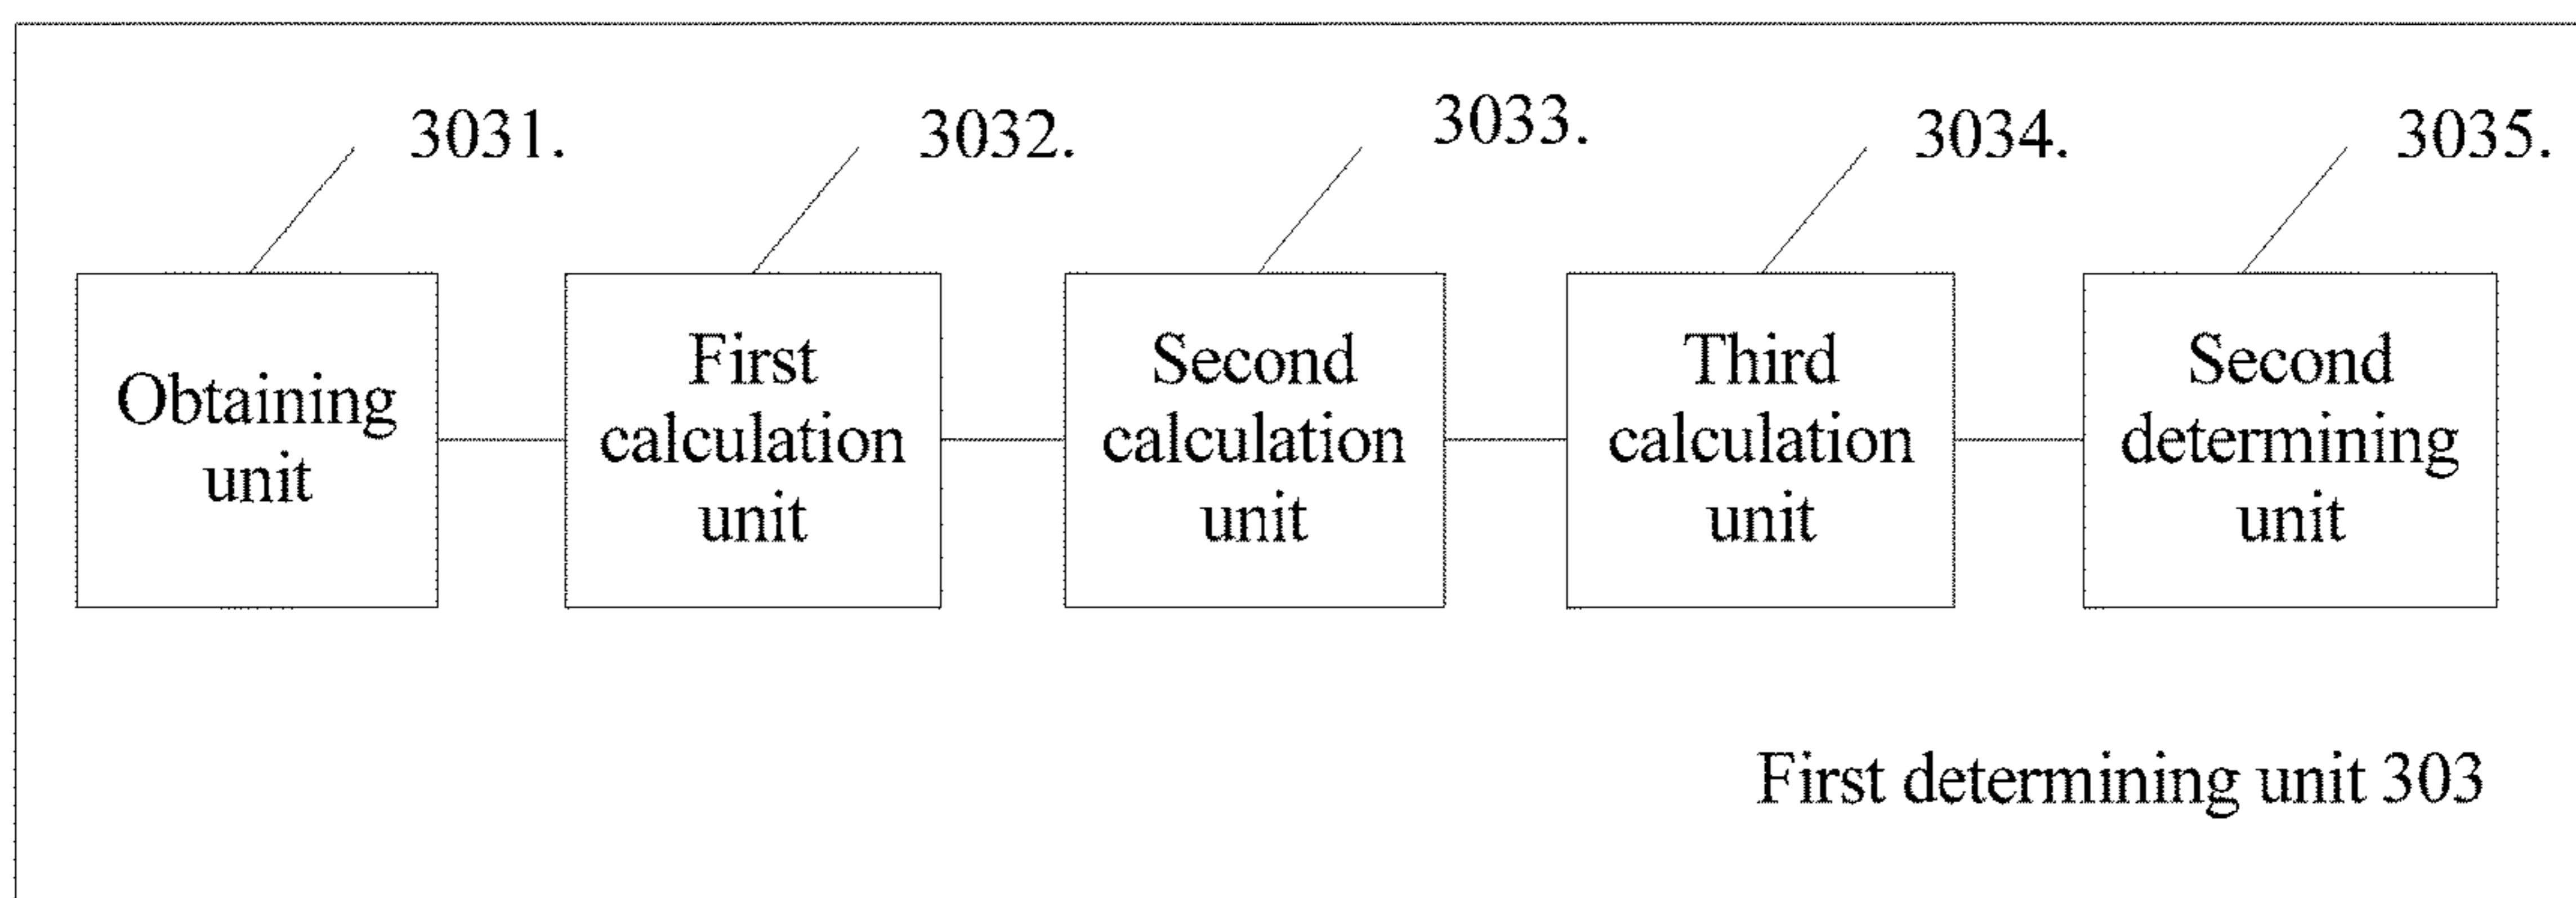 3031.
3032.
3033.
3034.
3035.
Obtaining
unit
First
calculation
unit
Second
calculation
unit
Third
calculation
unit
Second
determining
unit
First determining unit 303